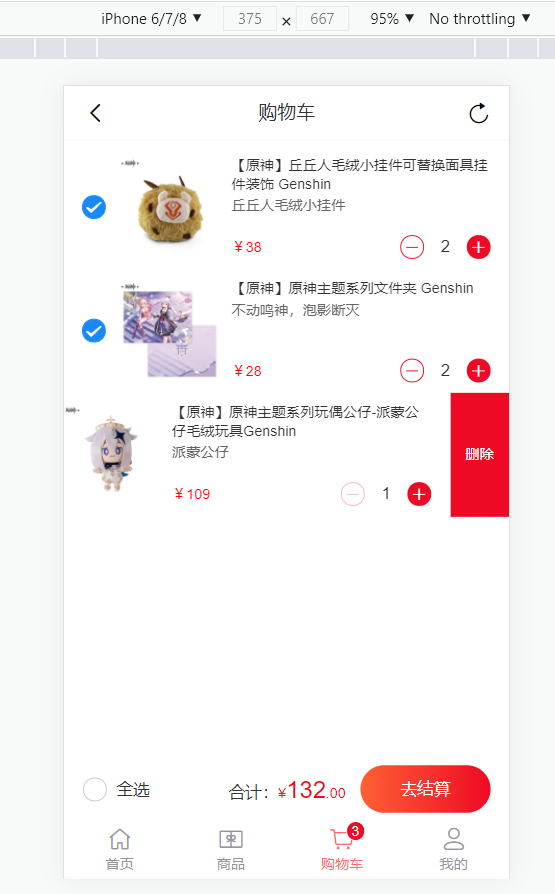 iPhone 6/7/8 ▼ 375 × 667 95% ▼ No throttling ▼
购物车
【原神】丘丘人毛绒小挂件可替换面具挂
件装饰 Genshin
丘丘人毛绒小挂件
￥38
2
【原神】原神主题系列文件夹 Genshin
不动鸣神，泡影断灭
￥28
2
【原神】原神主题系列玩偶公仔-派蒙公
仔毛绒玩具Genshin
派蒙公仔
￥109
1
删除
全选 合计：¥132.00 去结算
3
首页 商品 购物车 我的